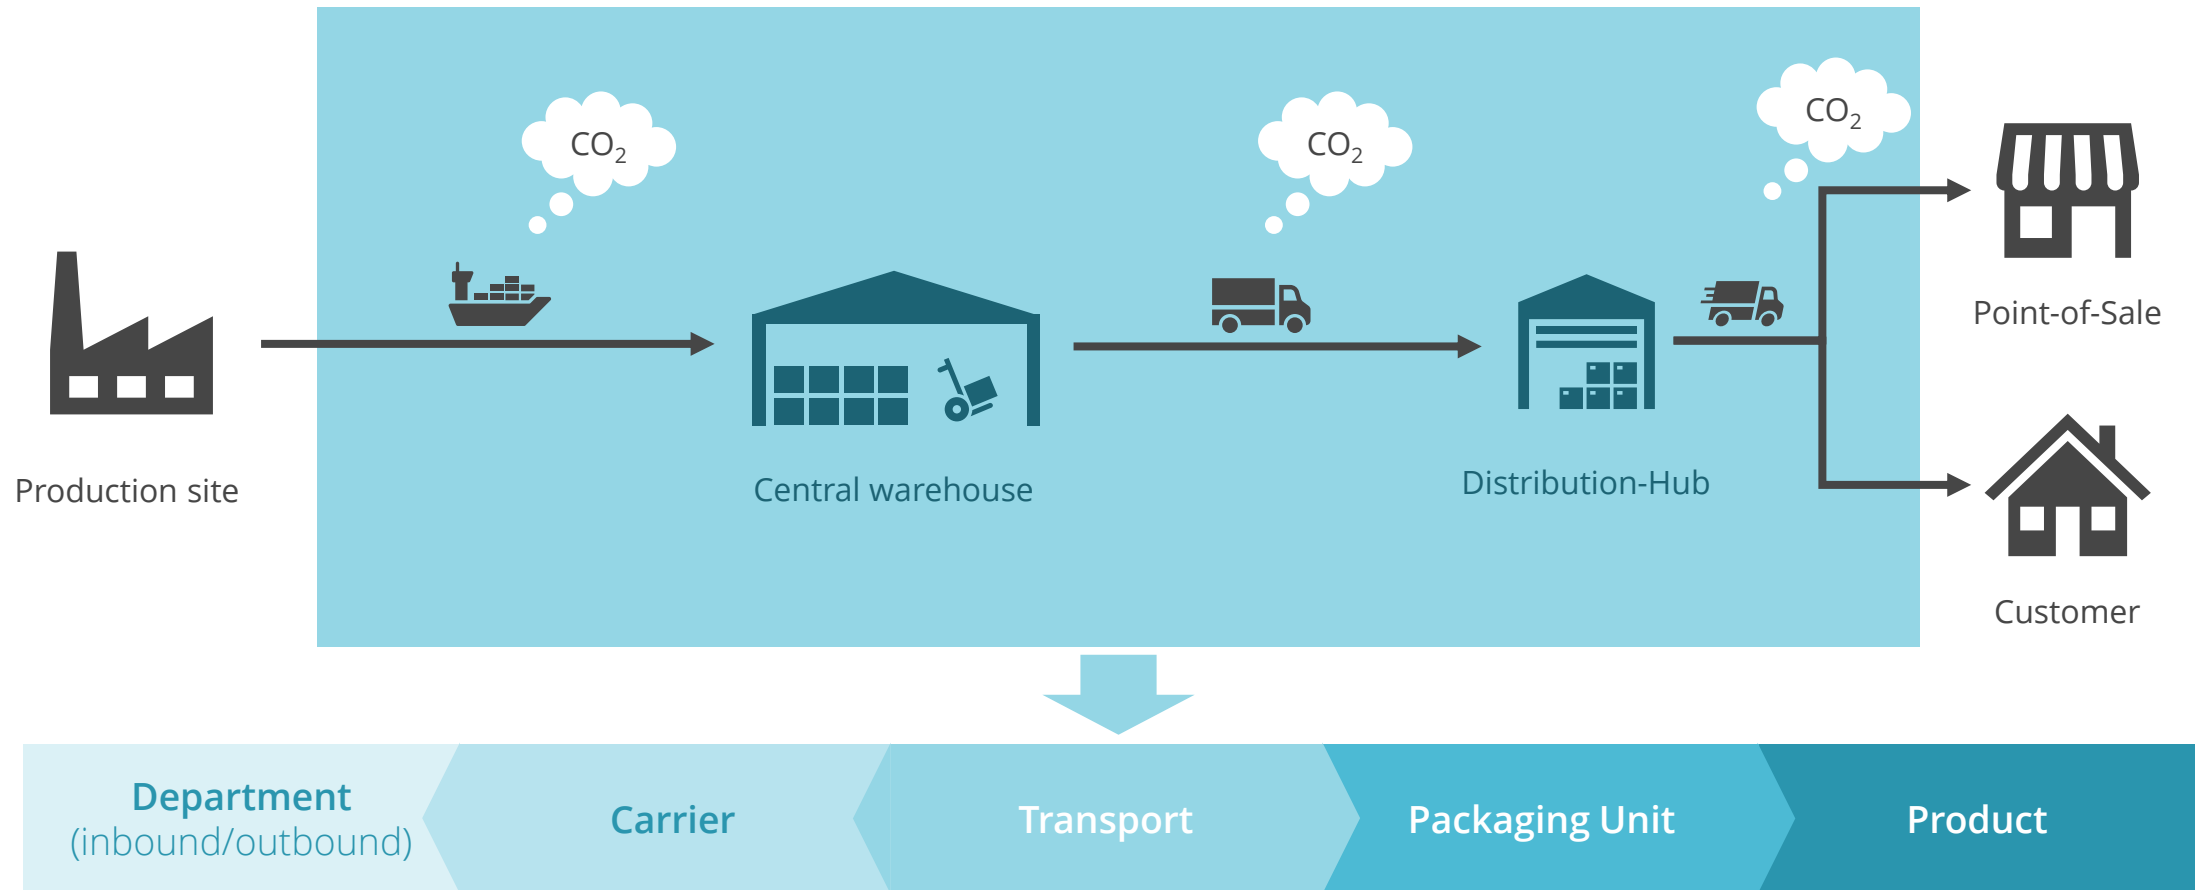 CO₂
CO₂
CO₂
Production site
Central warehouse
Distribution-Hub
Point-of-Sale
Customer
Department
(inbound/outbound)
Carrier
Transport
Packaging Unit
Product